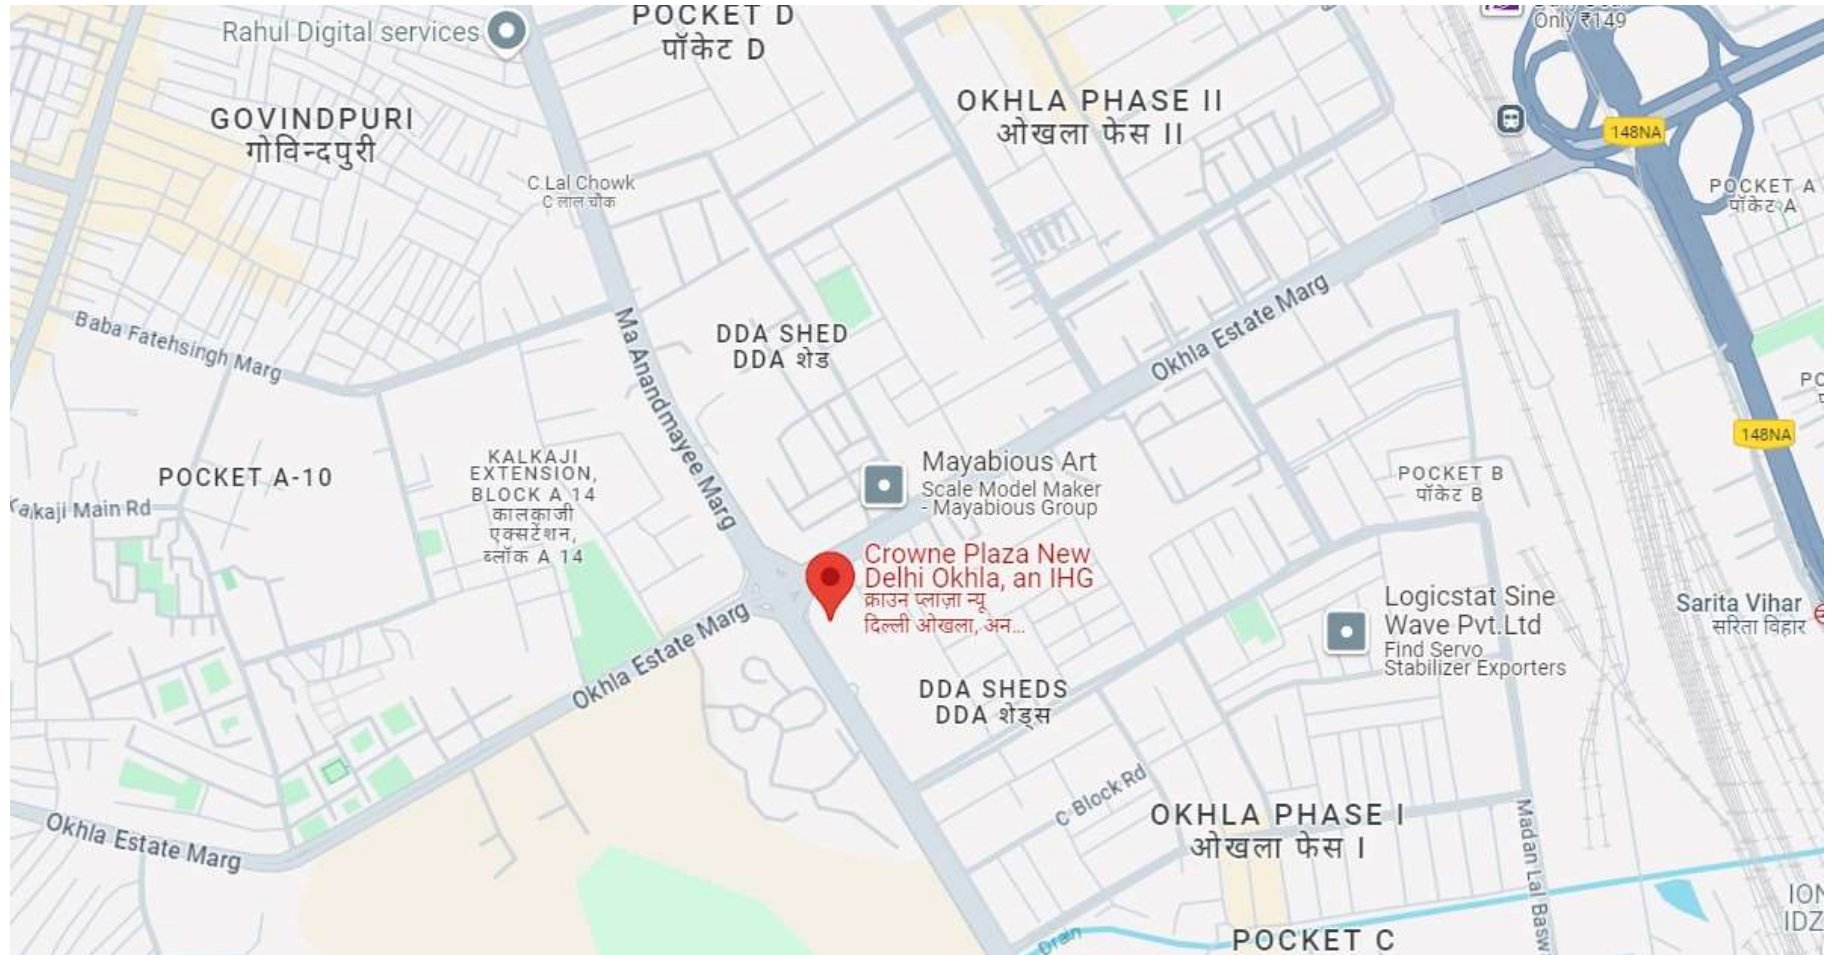 Rahul Digital services
POCKET D
पॉकेट D
Only ₹149
GOVINDPURI
गोविन्दपुरी
OKHLA PHASE II
ओखला फेस II
148NA
C Lal Chowk
C लाल चौक
POCKET A
पॉकेट A
Baba Fatehsingh Marg
Ma Anandmayee Marg
DDA SHED
DDA शेड
Okhla Estate Marg
148NA
POCKET A-10
Kalkaji Main Rd
KALKAJI
EXTENSION,
BLOCK A 14
कालकाजी
एक्सटेंशन,
ब्लॉक A 14
Mayabious Art
Scale Model Maker
- Mayabious Group
POCKET B
पॉकेट B
Crowne Plaza New
Delhi Okhla, an IHG
क्राउन प्लाज़ा न्यू
दिल्ली ओखला, अन...
Okhla Estate Marg
Logicstat Sine
Wave Pvt.Ltd
Find Servo
Stabilizer Exporters
Sarita Vihar
सरिता विहार
DDA SHEDS
DDA शेड्स
C Block Rd
OKHLA PHASE I
ओखला फेस I
Okhla Estate Marg
Madan Lal Basw
Drain
POCKET C
ION
IDZ